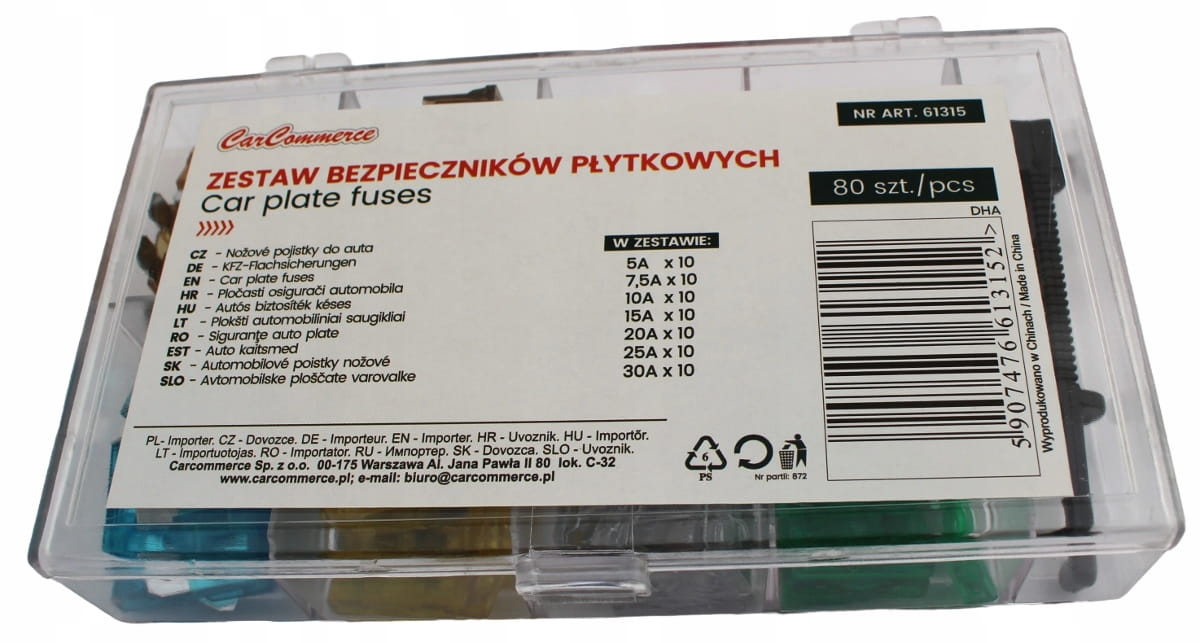 NR ART. 61315
CarCommerce
ZESTAW BEZPIECZNIKÓW PŁYTKOWYCH
Car plate fuses
80 szt./pcs
DHA
CZ - Nožové pojistky do auta
DE - KFZ-Flachsicherungen
EN - Car plate fuses
HR - Pločasti osigurači automobila
HU - Autós biztosíték késes
LT - Plokšti automobiliniai saugikliai
RO - Siguranțe auto plate
EST - Auto kaitsmed
SK - Automobilové poistky nožové
SLO - Avtomobilske ploščate varovalke
W ZESTAWIE:
5A x 10
7,5A x 10
10A x 10
15A x 10
20A x 10
25A x 10
30A x 10
5907476613152>
Wyprodukowano w Chinach / Made in China
PL- Importer. CZ - Dovozce. DE - Importeur. EN - Importer. HR - Uvoznik. HU - Importőr.
LT - Importuotojas. RO - Importator. RU - Импортер. SK - Dovozca. SLO - Uvoznik.
Carcommerce Sp. z o.o. 00-175 Warszawa Al. Jana Pawła II 80 lok. C-32
www.carcommerce.pl; e-mail: biuro@carcommerce.pl
6
PS
Nr partii: 872